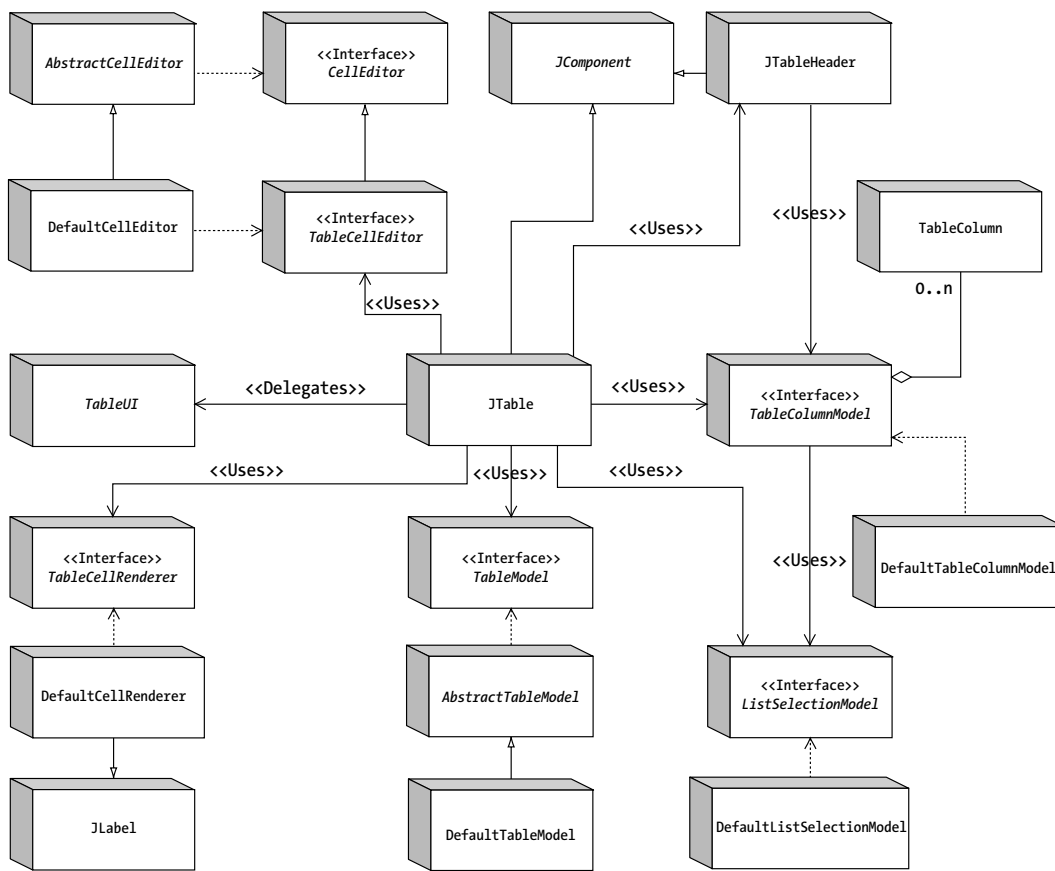 AbstractCellEditor
<<Interface>>
CellEditor
JComponent
JTableHeader
DefaultCellEditor
<<Interface>>
TableCellEditor
<<Uses>>
<<Uses>>
TableColumn
<<Uses>>
0..n
TableUI
<<Delegates>>
JTable
<<Uses>>
<<Interface>>
TableColumnModel
<<Uses>>
<<Uses>>
<<Uses>>
<<Interface>>
TableCellRenderer
<<Interface>>
TableModel
<<Uses>>
DefaultTableColumnModel
DefaultCellRenderer
AbstractTableModel
<<Interface>>
ListSelectionModel
JLabel
DefaultTableModel
DefaultListSelectionModel